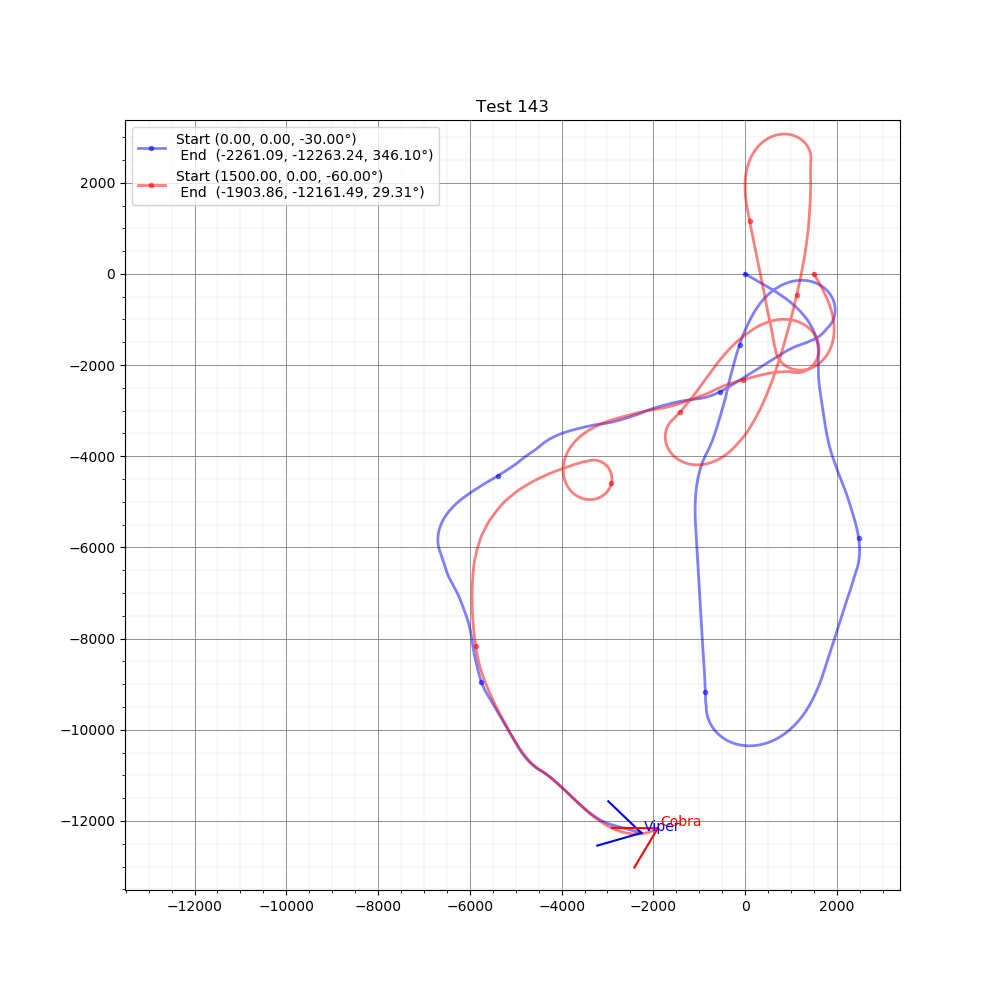 Test 143
Start (0.00, 0.00, -30.00°)
End  (-2261.09, -12263.24, 346.10°)
Start (1500.00, 0.00, -60.00°)
End  (-1903.86, -12161.49, 29.31°)
2000
0
−2000
−4000
−6000
−8000
−10000
−12000
Cobra
Viper
−12000
−10000
−8000
−6000
−4000
−2000
0
2000